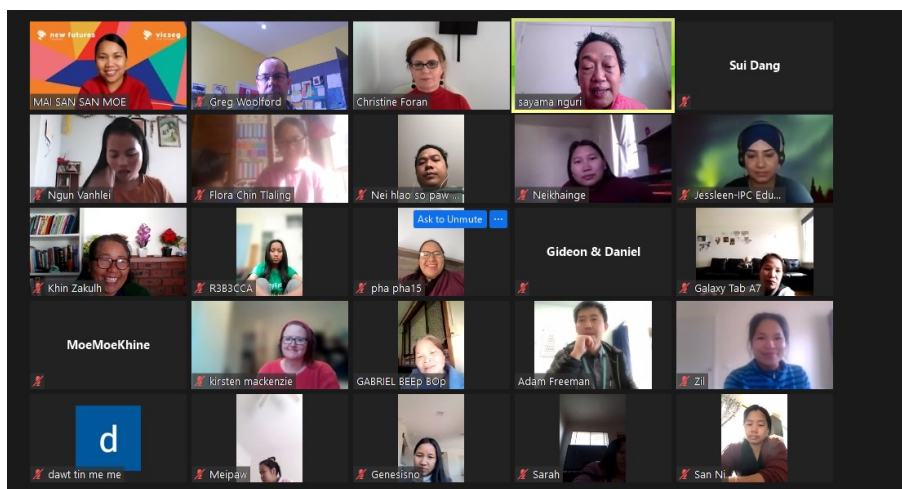 new futures vicseg
MAI SAN SAN MOE
Greg Woolford
Christine Foran
sayama nguri
Sui Dang
Ngun Vanhlei
Flora Chin Tlaling
Nei hlao so paw ...
Neikhainge
Jessleen-IPC Edu...
Khin Zakulh
R3B3CCA
Ask to Unmute ...
pha pha15
Gideon & Daniel
Galaxy Tab A7
MoeMoeKhine
kirsten mackenzie
GABRIEL BEEp BOp
Adam Freeman
Zil
d
dawt tin me me
Meipaw
Genesisno
Sarah
San Ni